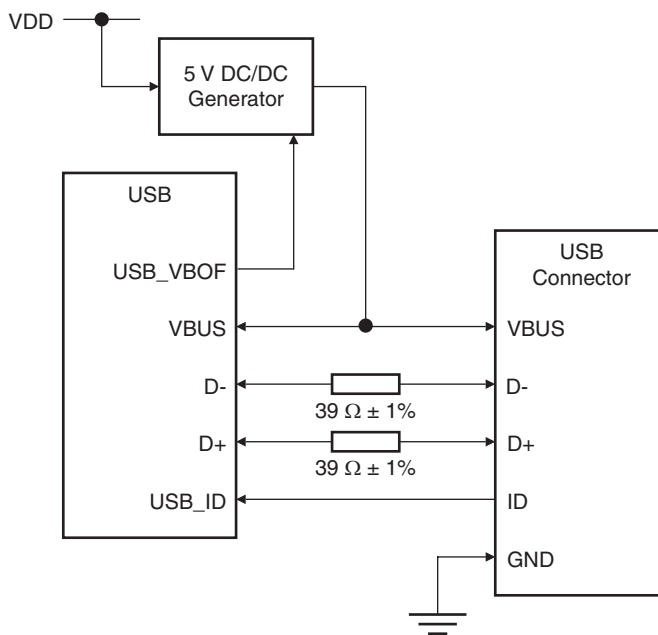 VDD
5 V DC/DC
Generator
USB
USB_VBOF
VBUS
D-
D+
USB_ID
39 Ω ± 1%
39 Ω ± 1%
USB
Connector
VBUS
D-
D+
ID
GND